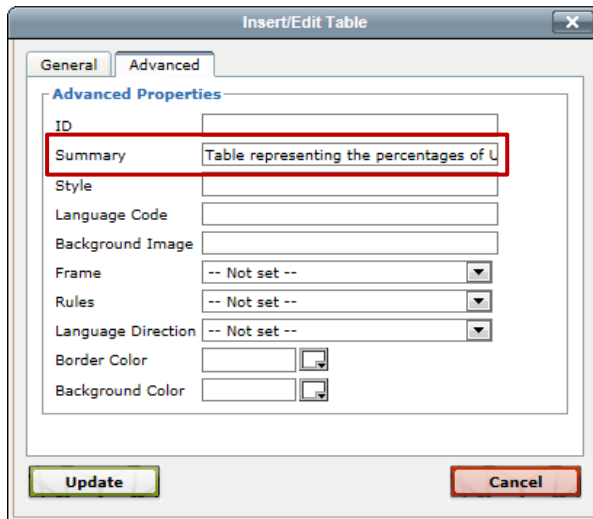 Insert/Edit Table
General Advanced
Advanced Properties
ID
Summary Table representing the percentages of U
Style
Language Code
Background Image
Frame -- Not set --
Rules -- Not set --
Language Direction -- Not set --
Border Color
Background Color
Update Cancel